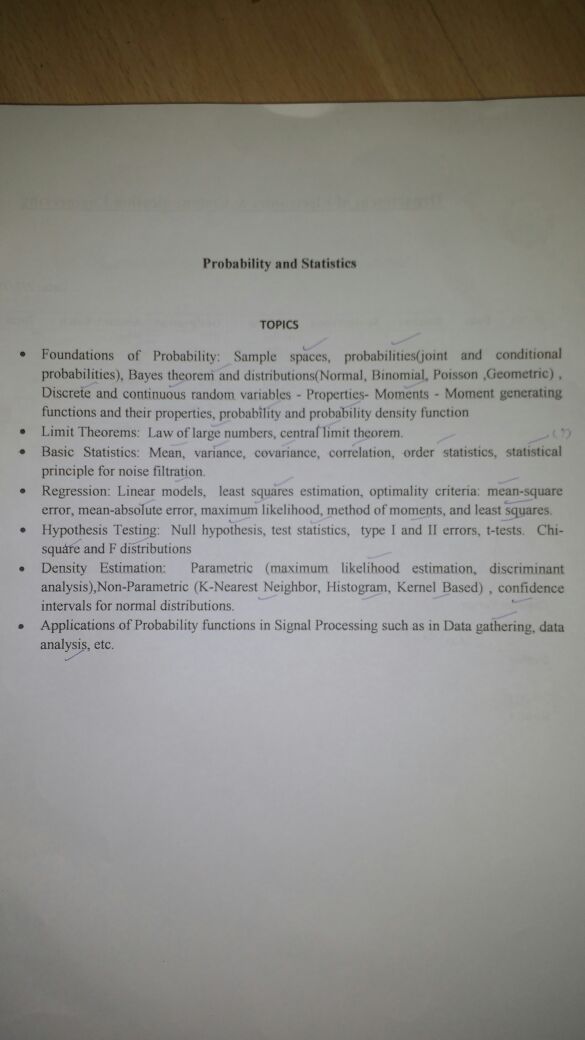 Probability and Statistics
TOPICS
• Foundations of Probability: Sample spaces, probabilities(joint and conditional
probabilities), Bayes theorem and distributions(Normal, Binomial, Poisson ,Geometric) ,
Discrete and continuous random variables - Properties- Moments - Moment generating
functions and their properties, probability and probability density function
• Limit Theorems: Law of large numbers, central limit theorem.
• Basic Statistics: Mean, variance, covariance, correlation, order statistics, statistical
principle for noise filtration.
• Regression: Linear models, least squares estimation, optimality criteria: mean-square
error, mean-absolute error, maximum likelihood, method of moments, and least squares.
• Hypothesis Testing: Null hypothesis, test statistics, type I and II errors, t-tests. Chi-
square and F distributions
• Density Estimation: Parametric (maximum likelihood estimation, discriminant
analysis),Non-Parametric (K-Nearest Neighbor, Histogram, Kernel Based) , confidence
intervals for normal distributions.
• Applications of Probability functions in Signal Processing such as in Data gathering, data
analysis, etc.